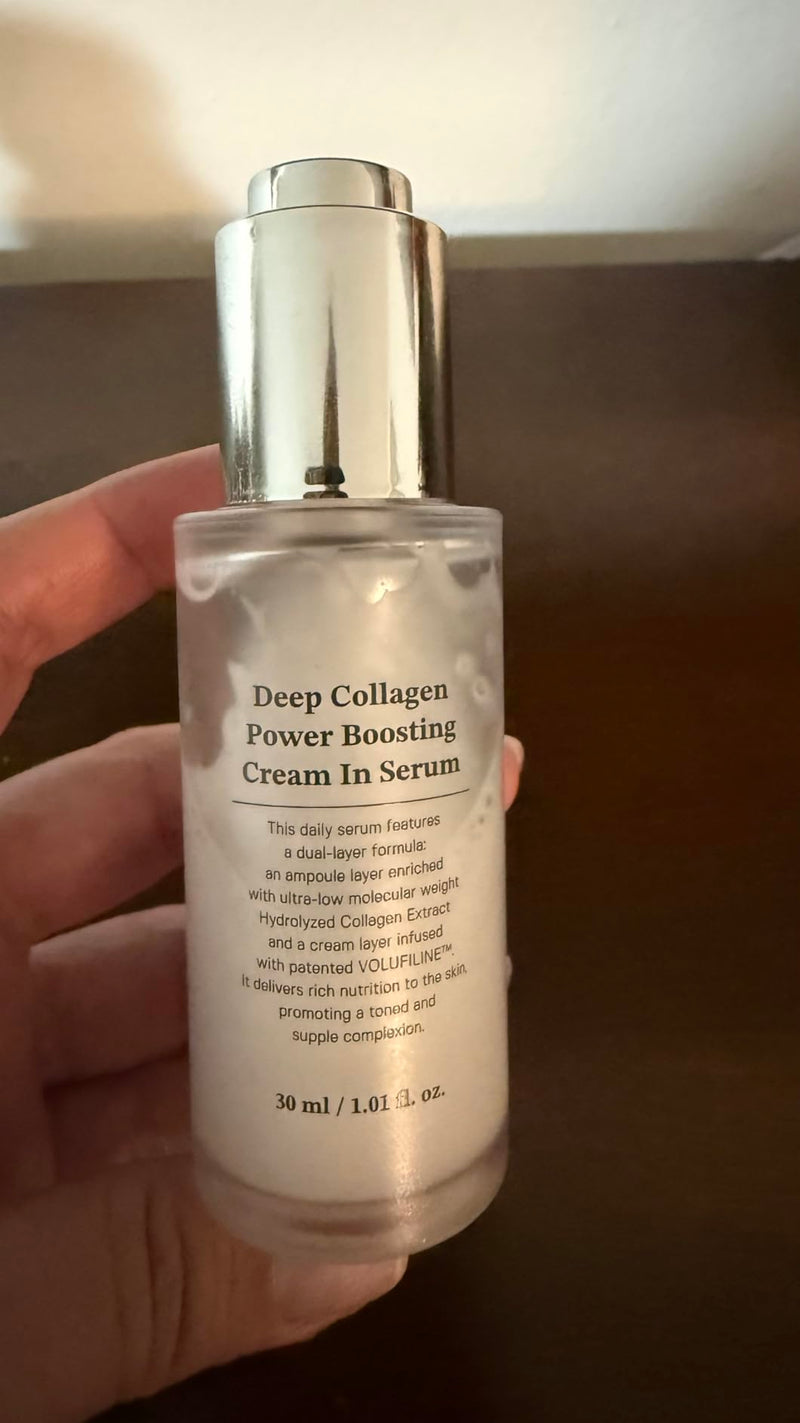 Deep Collagen
Power Boosting
Cream In Serum
This daily serum features
a dual-layer formula:
an ampoule layer enriched
with ultra-low molecular weight
Hydrolyzed Collagen Extract
and a cream layer infused
with patented VOLUFILINE™.
It delivers rich nutrition to the skin,
promoting a toned and
supple complexion.
30 ml / 1.01 fl. oz.